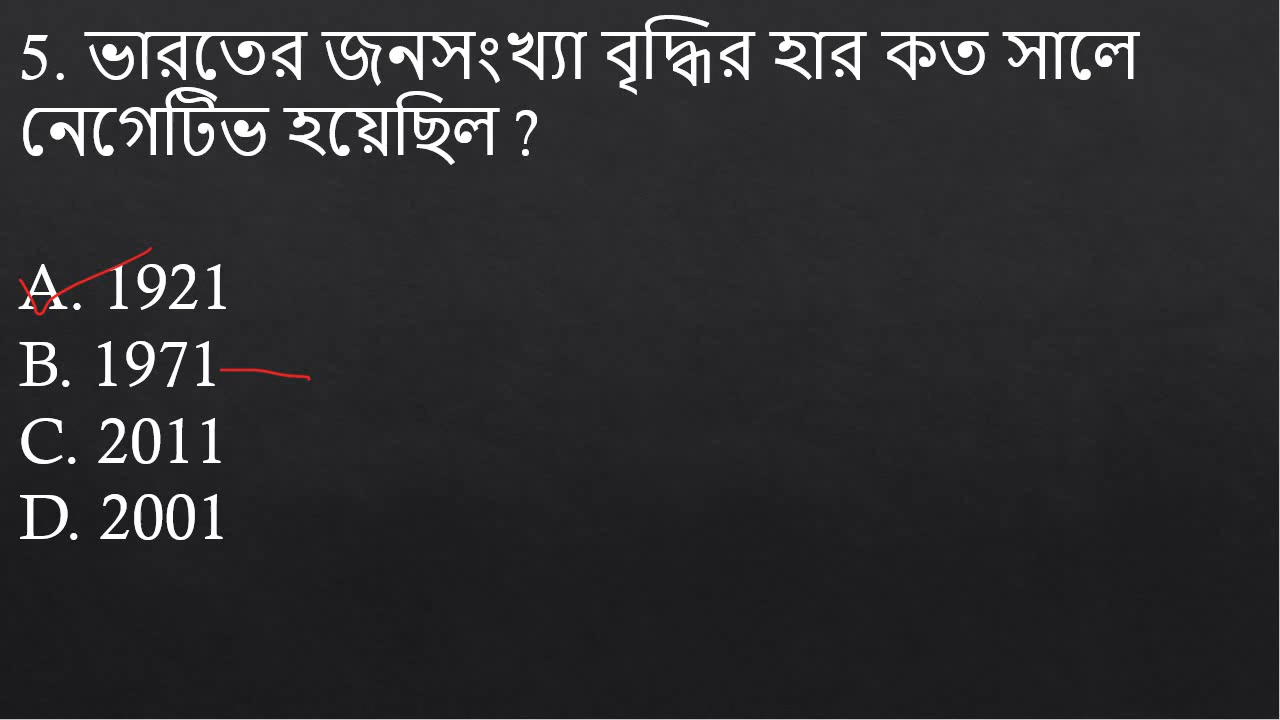 5. ভারতের জনসংখ্যা বৃদ্ধির হার কত সালে
নেগেটিভ হয়েছিল ?
A. 1921
B. 1971
C. 2011
D. 2001